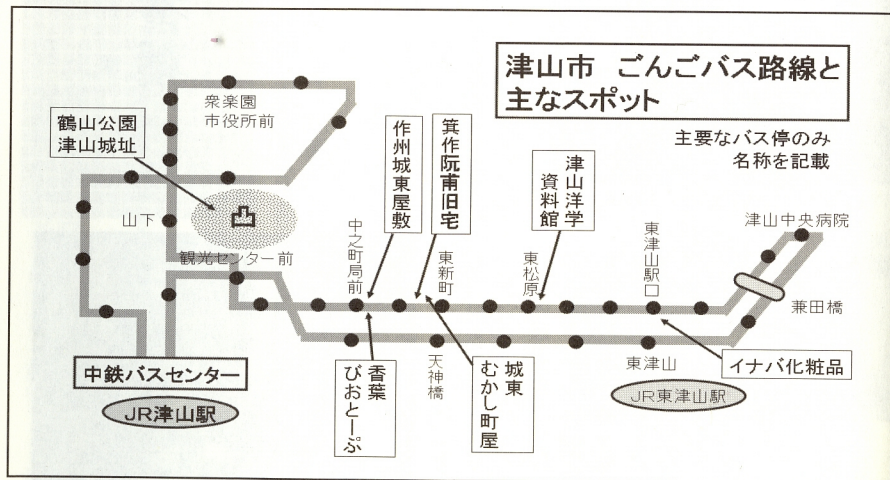 津山市 ごんごバス路線と
主なスポット
主要なバス停のみ
名称を記載
衆楽園
市役所前
鶴山公園
津山城址
山下
観光センター前
中之町局前
作州城東屋敷
箕作阮甫旧宅
東新町
東松原
津山洋学
資料館
東津山駅口
津山中央病院
兼田橋
中鉄バスセンター
JR津山駅
香葉
びおとーぷ
天神橋
城東
むかし町屋
東津山
JR東津山駅
イナバ化粧品